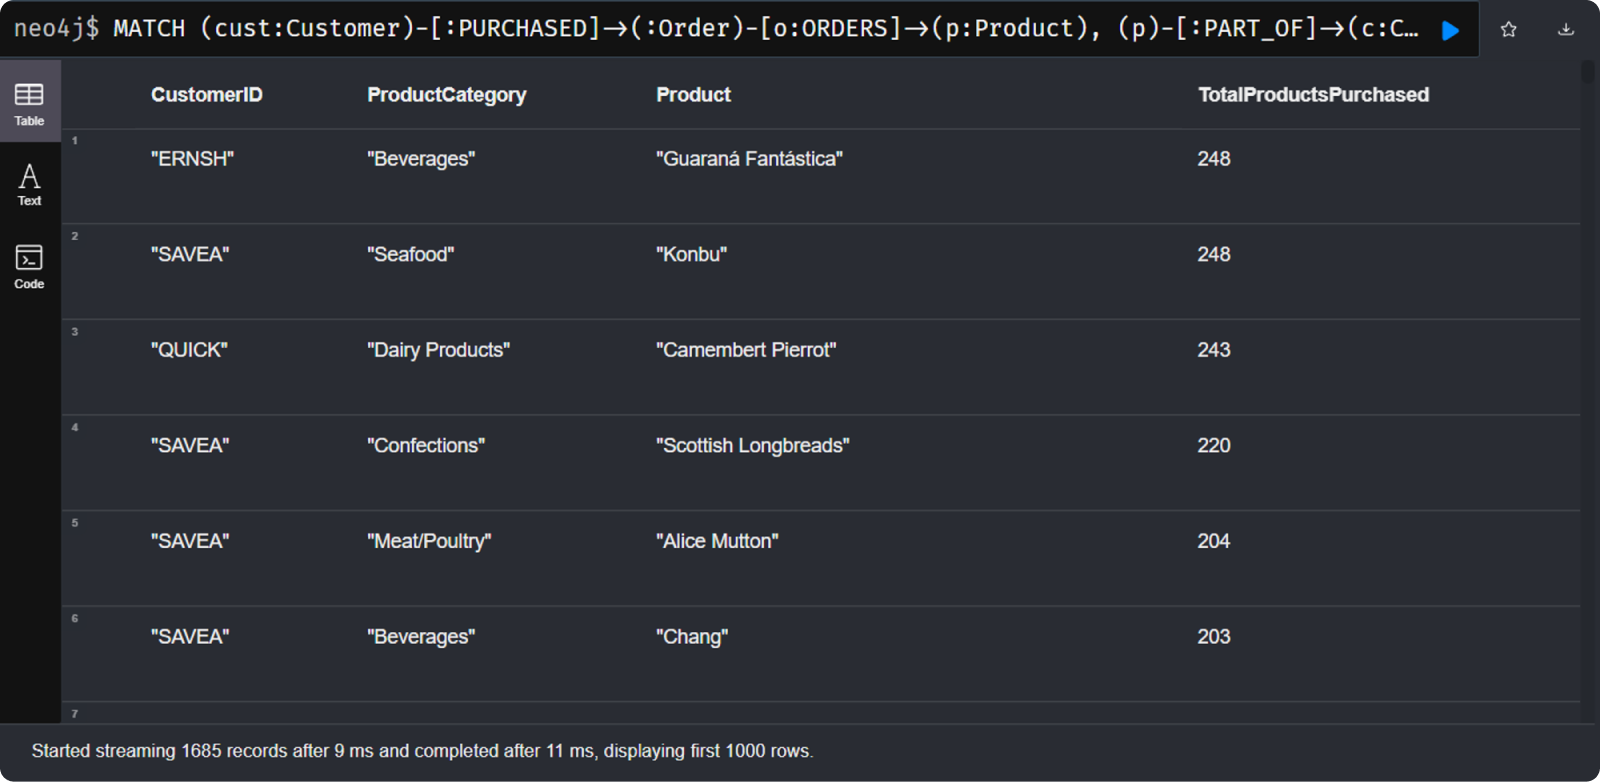 neo4j$ MATCH (cust:Customer)-[:PURCHASED]→(:Order)-[o:ORDERS]→(p:Product), (p)-[:PART_OF]→(c:C…
Table
Text
Code
CustomerID ProductCategory Product TotalProductsPurchased
1 "ERNSH" "Beverages" "Guaraná Fantástica" 248
2 "SAVEA" "Seafood" "Konbu" 248
3 "QUICK" "Dairy Products" "Camembert Pierrot" 243
4 "SAVEA" "Confections" "Scottish Longbreads" 220
5 "SAVEA" "Meat/Poultry" "Alice Mutton" 204
6 "SAVEA" "Beverages" "Chang" 203
7
Started streaming 1685 records after 9 ms and completed after 11 ms, displaying first 1000 rows.